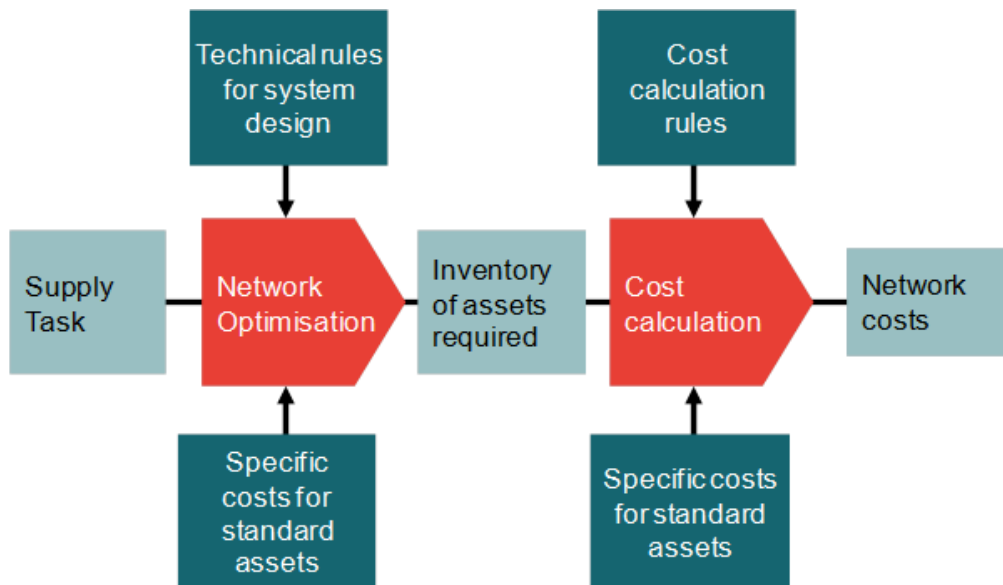 Technical rules
for system
design
Cost
calculation
rules
Supply
Task
Network
Optimisation
Inventory
of assets
required
Cost
calculation
Network
costs
Specific
costs for
standard
assets
Specific costs
for standard
assets